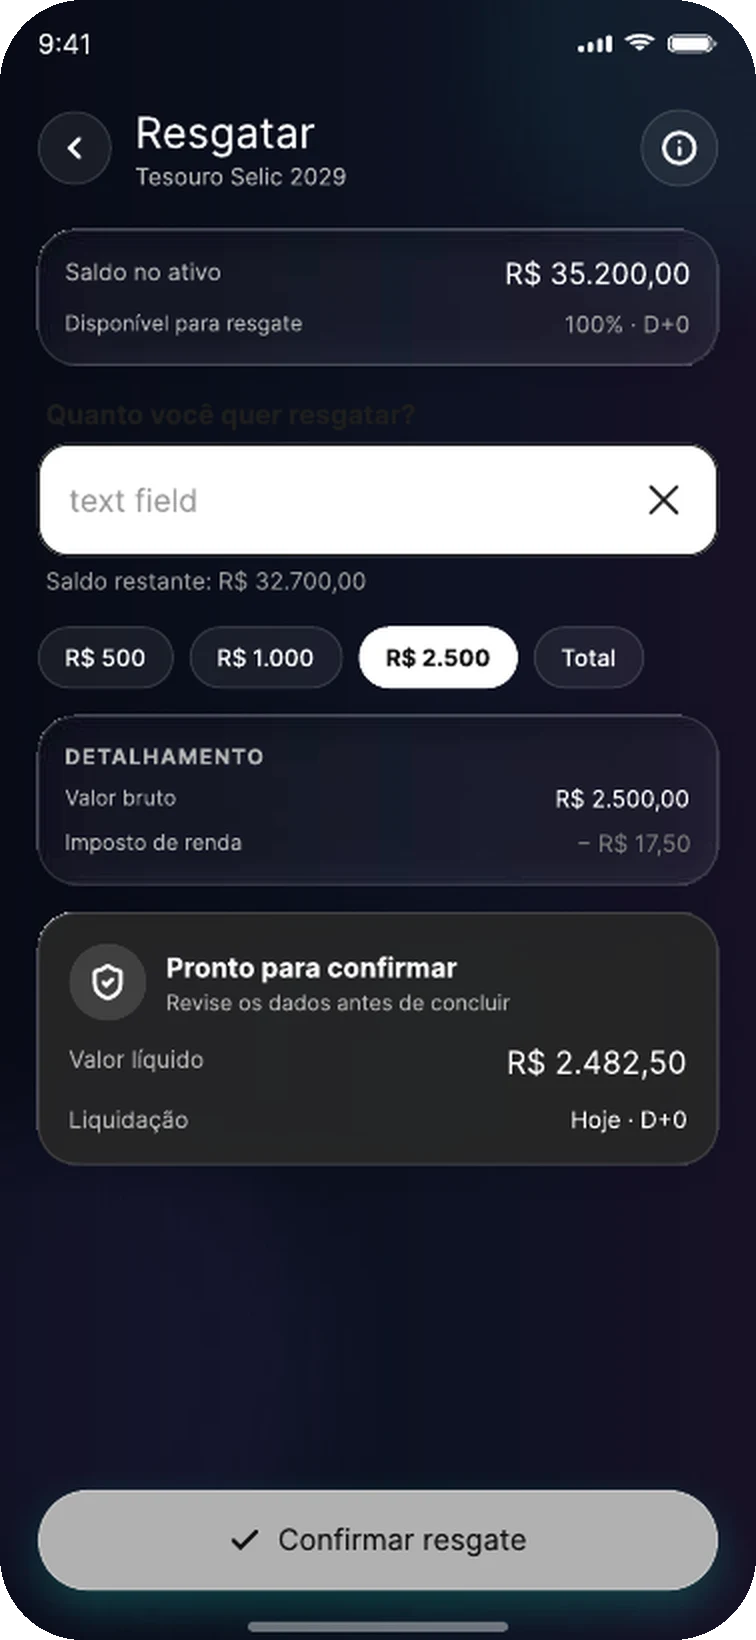 9:41
Resgatar
Tesouro Selic 2029
Saldo no ativo R$ 35.200,00
Disponível para resgate 100% · D+0
Quanto você quer resgatar?
text field
Saldo restante: R$ 32.700,00
R$ 500 R$ 1.000 R$ 2.500 Total
DETALHAMENTO
Valor bruto R$ 2.500,00
Imposto de renda − R$ 17,50
Pronto para confirmar
Revise os dados antes de concluir
Valor líquido R$ 2.482,50
Liquidação Hoje · D+0
Confirmar resgate